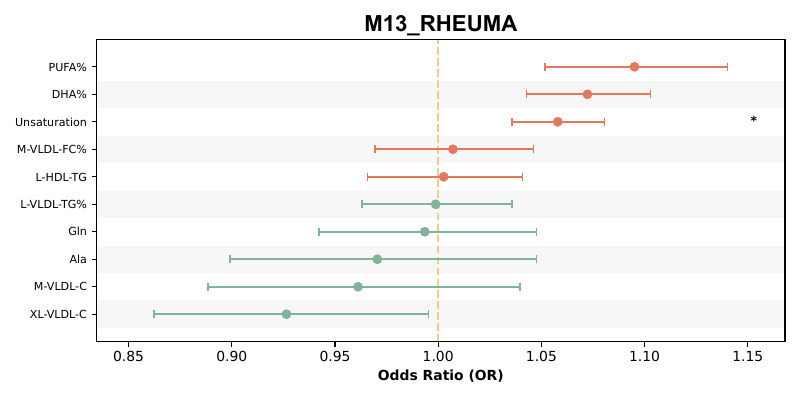 M13_RHEUMA
PUFA%
DHA%
Unsaturation
*
M-VLDL-FC%
L-HDL-TG
L-VLDL-TG%
Gln
Ala
M-VLDL-C
XL-VLDL-C
0.85 0.90 0.95 1.00 1.05 1.10 1.15
Odds Ratio (OR)